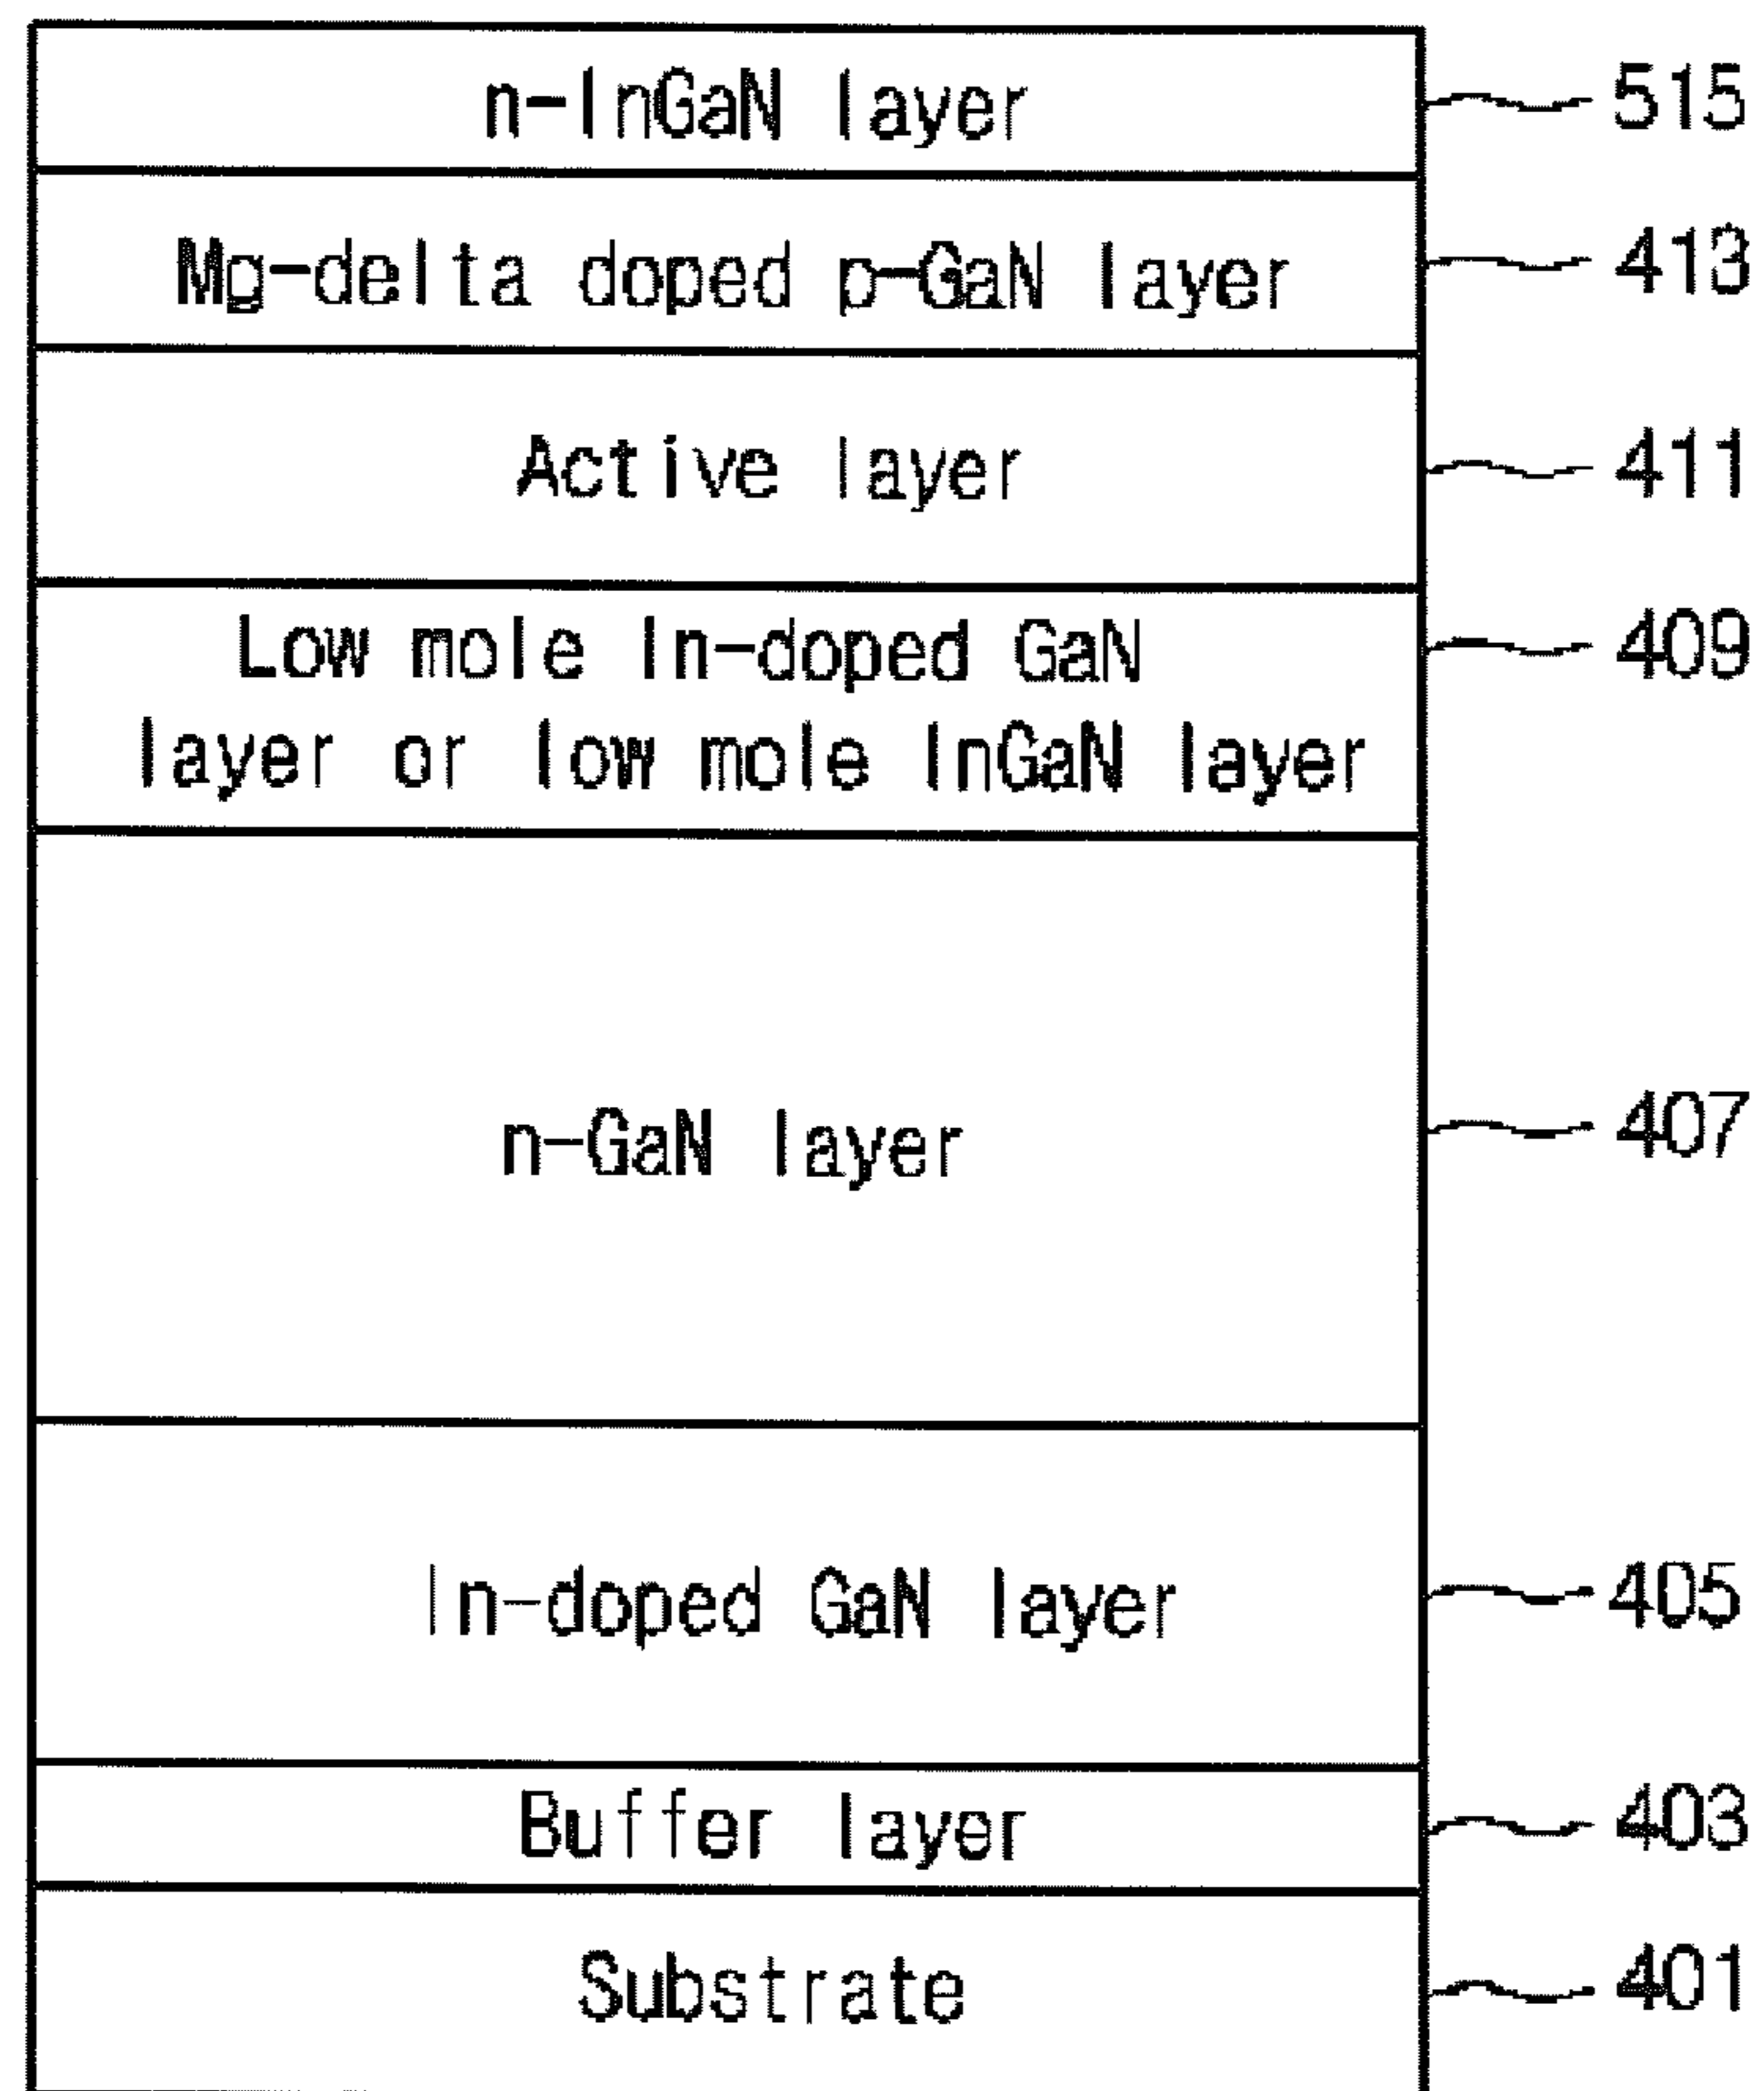 n-InGaN layer 515
Mg-delta doped p-GaN layer 413
Active layer 411
Low mole In-doped GaN 409
layer or low mole InGaN layer
n-GaN layer 407
In-doped GaN layer 405
Buffer layer 403
Substrate 401